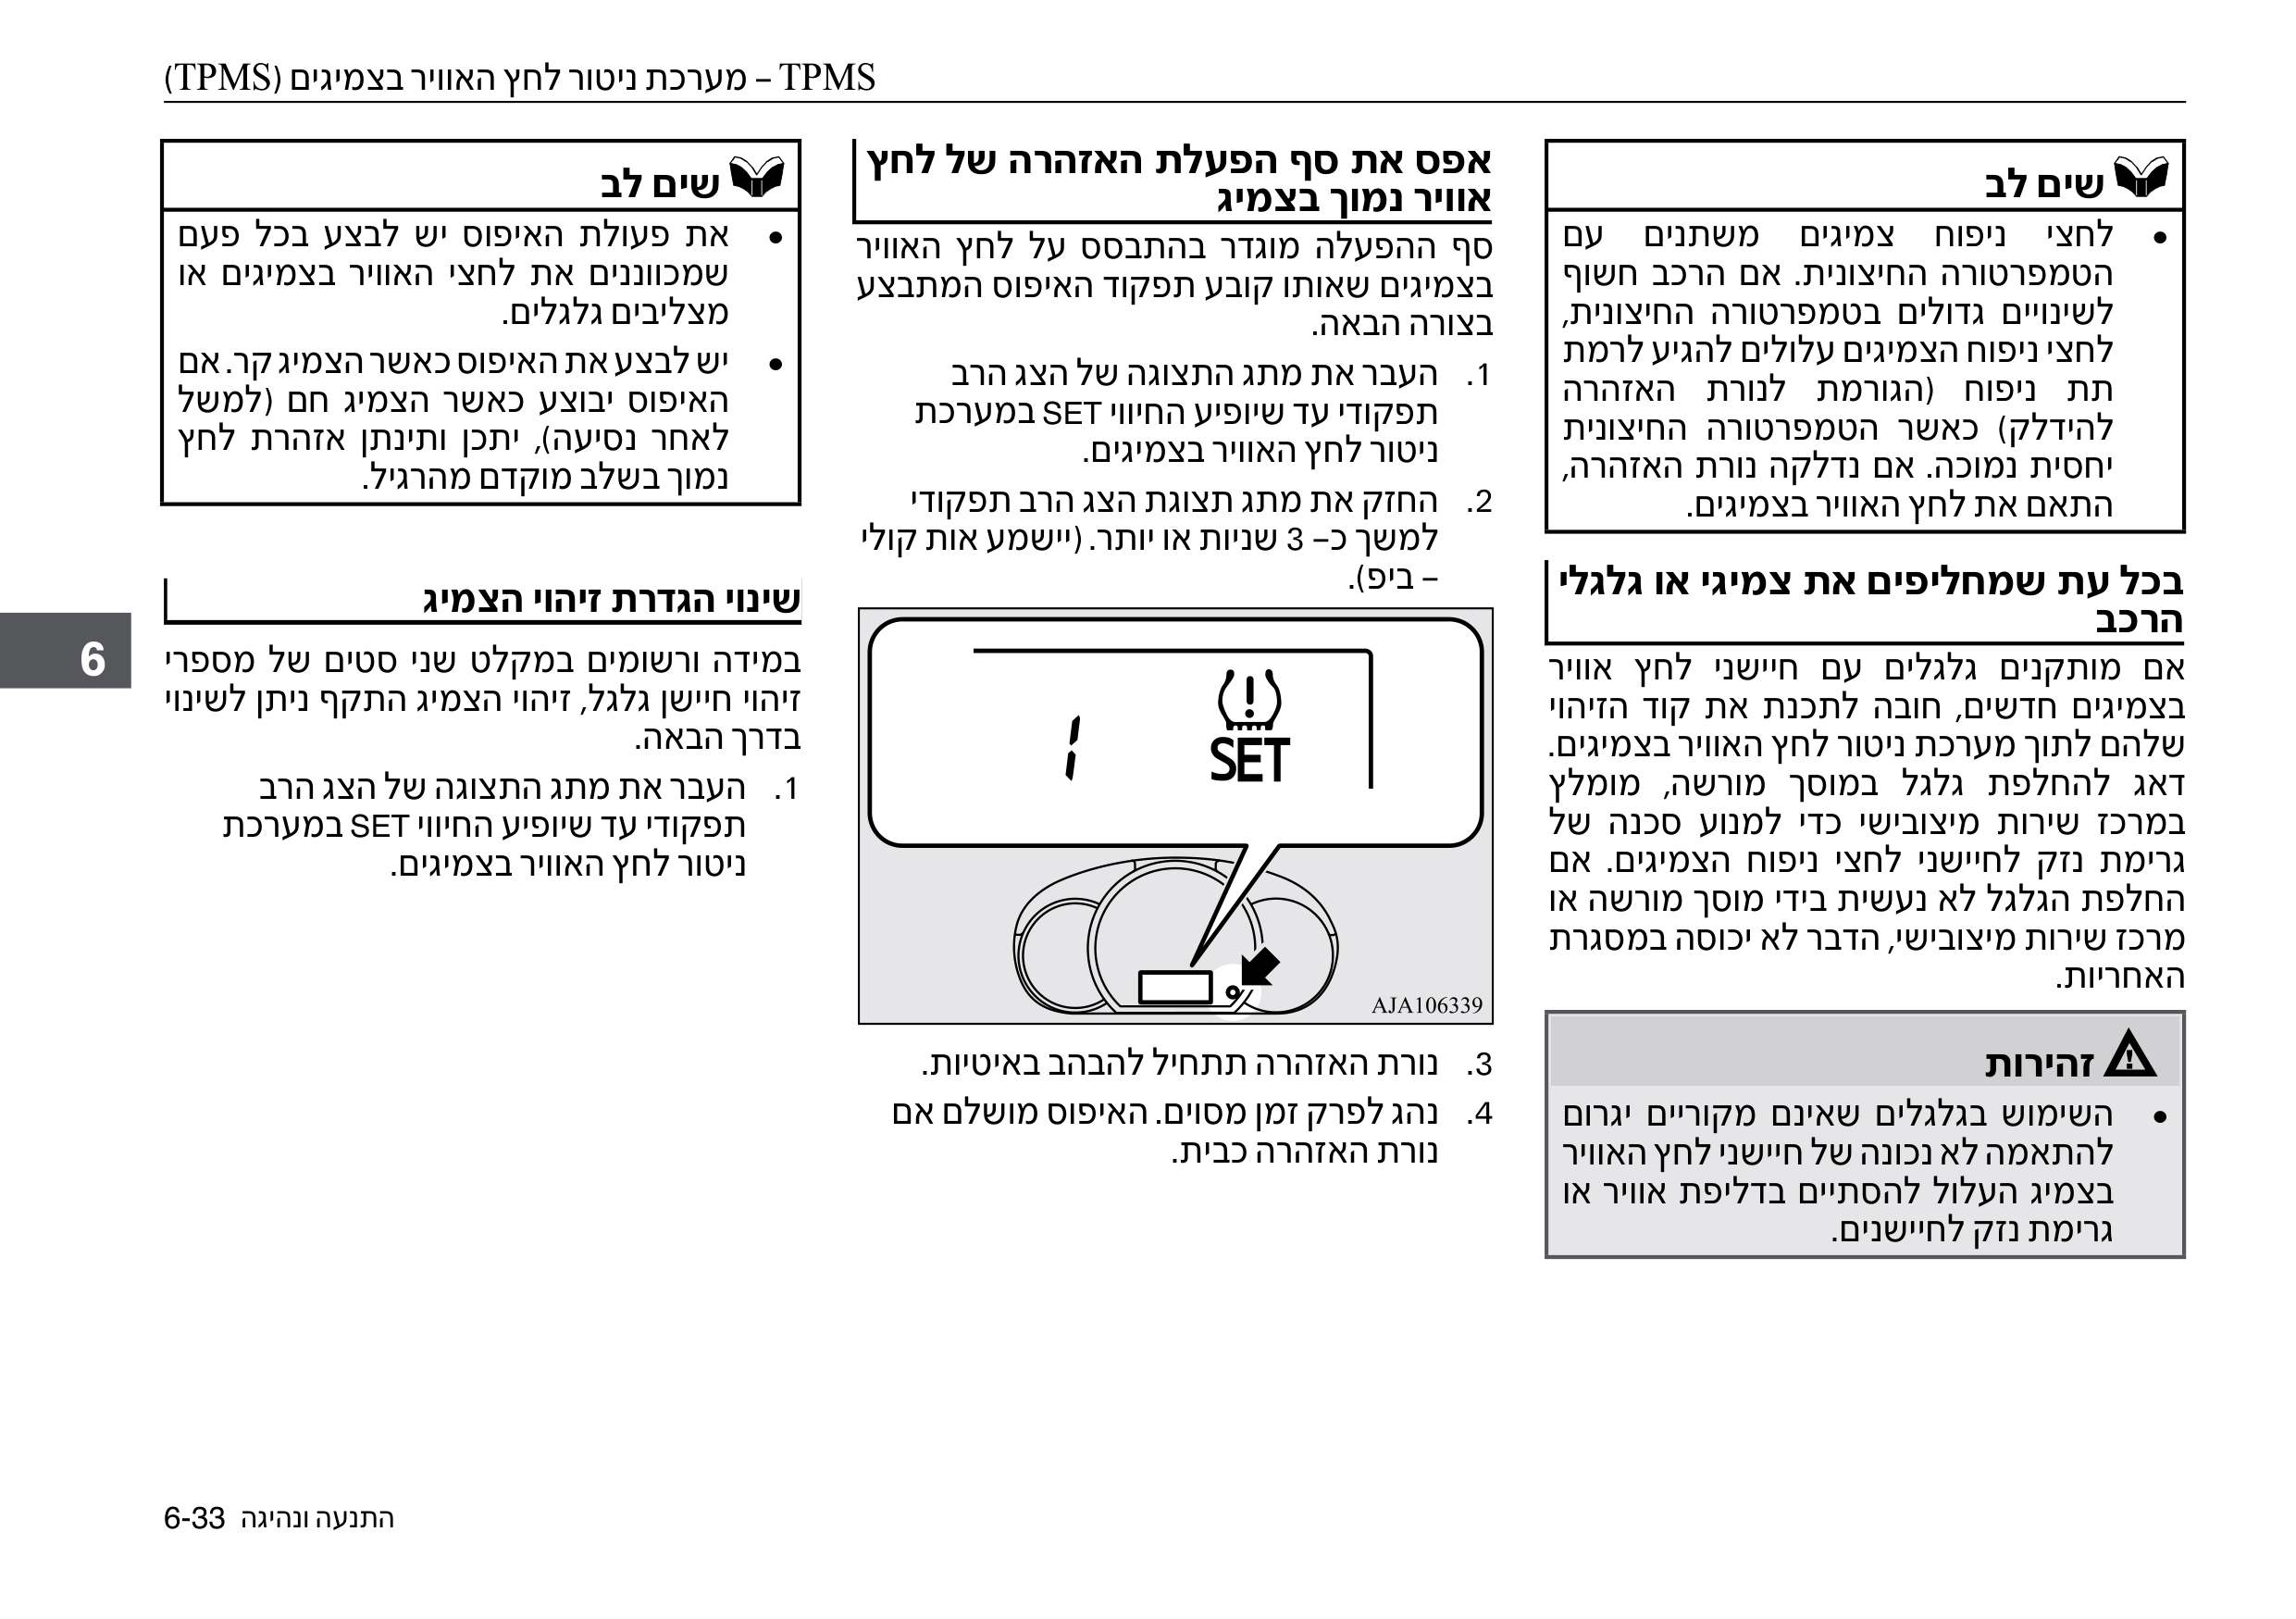 TPMS – מערכת ניטור לחץ האוויר בצמיגים (TPMS)
שים לב
• לחצי ניפוח צמיגים משתנים עם
הטמפרטורה החיצונית. אם הרכב חשוף
לשינויים גדולים בטמפרטורה החיצונית,
לחצי ניפוח הצמיגים עלולים להגיע לרמת
תת ניפוח (הגורמת לנורת האזהרה
להידלק) כאשר הטמפרטורה החיצונית
יחסית נמוכה. אם נדלקה נורת האזהרה,
התאם את לחץ האוויר בצמיגים.
בכל עת שמחליפים את צמיגי או גלגלי
הרכב
אם מותקנים גלגלים עם חיישני לחץ אוויר
בצמיגים חדשים, חובה לתכנת את קוד הזיהוי
שלהם לתוך מערכת ניטור לחץ האוויר בצמיגים.
דאג להחלפת גלגל במוסך מורשה, מומלץ
במרכז שירות מיצובישי כדי למנוע סכנה של
גרימת נזק לחיישני לחצי ניפוח הצמיגים. אם
החלפת הגלגל לא נעשית בידי מוסך מורשה או
מרכז שירות מיצובישי, הדבר לא יכוסה במסגרת
האחריות.
זהירות
• השימוש בגלגלים שאינם מקוריים יגרום
להתאמה לא נכונה של חיישני לחץ האוויר
בצמיג העלול להסתיים בדליפת אוויר או
גרימת נזק לחיישנים.
אפס את סף הפעלת האזהרה של לחץ
אוויר נמוך בצמיג
סף ההפעלה מוגדר בהתבסס על לחץ האוויר
בצמיגים שאותו קובע תפקוד האיפוס המתבצע
בצורה הבאה.
1. העבר את מתג התצוגה של הצג הרב
תפקודי עד שיופיע החיווי SET במערכת
ניטור לחץ האוויר בצמיגים.
2. החזק את מתג תצוגת הצג הרב תפקודי
למשך כ– 3 שניות או יותר. (יישמע אות קולי
– ביפ).
1
SET
AJA106339
3. נורת האזהרה תתחיל להבהב באיטיות.
4. נהג לפרק זמן מסוים. האיפוס מושלם אם
נורת האזהרה כבית.
שים לב
• את פעולת האיפוס יש לבצע בכל פעם
שמכווננים את לחצי האוויר בצמיגים או
מצליבים גלגלים.
• יש לבצע את האיפוס כאשר הצמיג קר. אם
האיפוס יבוצע כאשר הצמיג חם (למשל
לאחר נסיעה), יתכן ותינתן אזהרת לחץ
נמוך בשלב מוקדם מהרגיל.
שינוי הגדרת זיהוי הצמיג
במידה ורשומים במקלט שני סטים של מספרי
זיהוי חיישן גלגל, זיהוי הצמיג התקף ניתן לשינוי
בדרך הבאה.
1. העבר את מתג התצוגה של הצג הרב
תפקודי עד שיופיע החיווי SET במערכת
ניטור לחץ האוויר בצמיגים.
6
התנעה ונהיגה 6-33